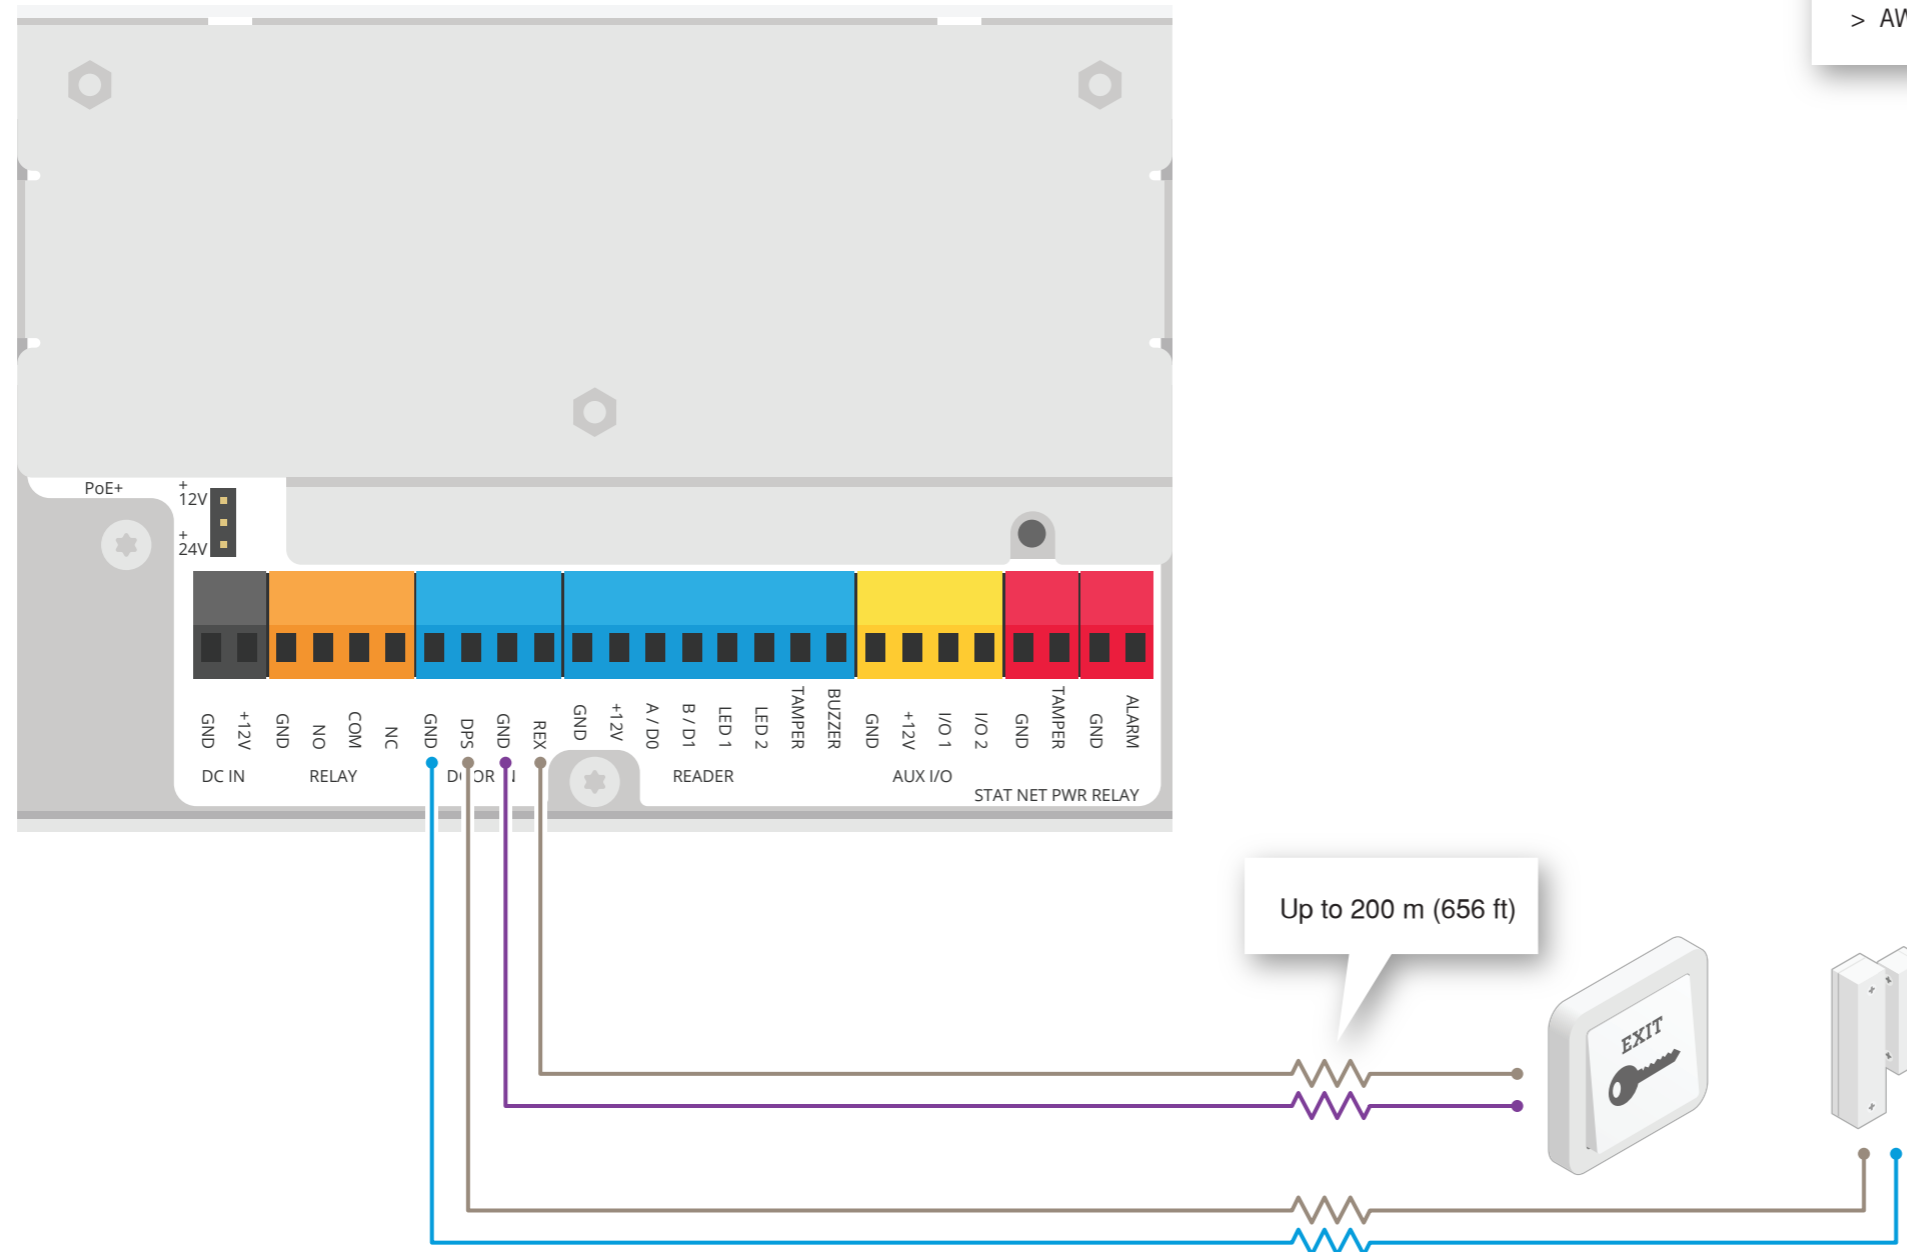 > AW
PoE+
+
12V
+
24V
GND
+12V
GND
NO
COM
NC
GND
DPS
GND
REX
GND
+12V
A / D0
B / D1
LED 1
LED 2
TAMPER
BUZZER
GND
+12V
I/O 1
I/O 2
GND
TAMPER
GND
ALARM
DC IN
RELAY
READER
AUX I/O
STAT NET PWR RELAY
Up to 200 m (656 ft)
EXIT